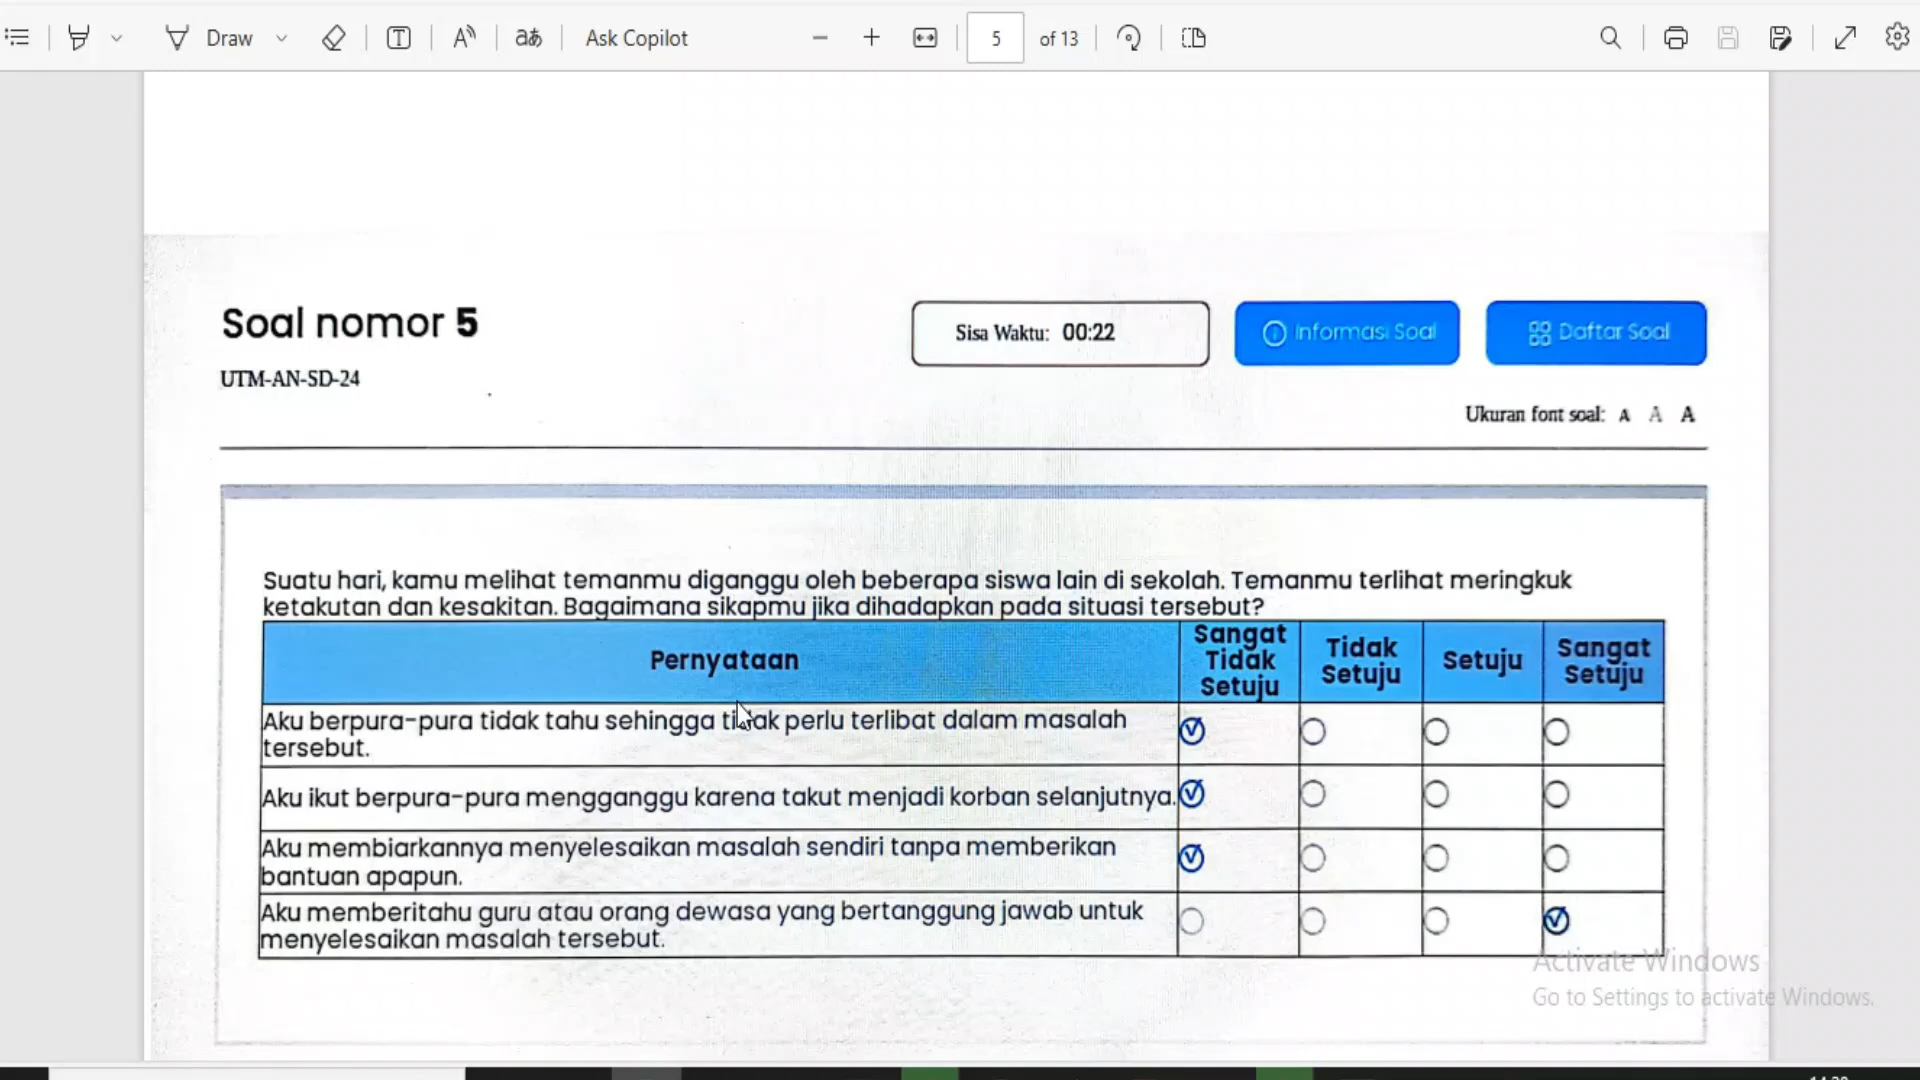 Draw
aあ
Ask Copilot
5
of 13
Soal nomor 5
Sisa Waktu: 00:22
Informasi Soal
Daftar Soal
UTM-AN-SD-24
Ukuran font soal: A A A
Suatu hari, kamu melihat temanmu diganggu oleh beberapa siswa lain di sekolah. Temanmu terlihat meringkuk
ketakutan dan kesakitan. Bagaimana sikapmu jika dihadapkan pada situasi tersebut?
Pernyataan
Sangat
Tidak
Setuju
Tidak
Setuju
Setuju
Sangat
Setuju
Aku berpura-pura tidak tahu sehingga tidak perlu terlibat dalam masalah
tersebut.
Aku ikut berpura-pura mengganggu karena takut menjadi korban selanjutnya.
Aku membiarkannya menyelesaikan masalah sendiri tanpa memberikan
bantuan apapun.
Aku memberitahu guru atau orang dewasa yang bertanggung jawab untuk
menyelesaikan masalah tersebut.
Activate Windows
Go to Settings to activate Windows.